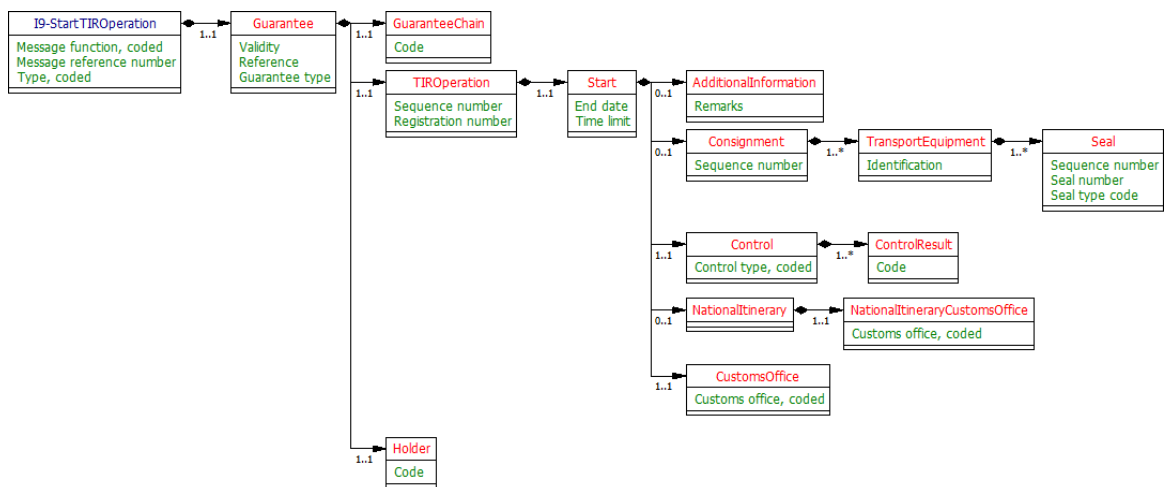 I9-StartTIROperation
Message function, coded
Message reference number
Type, coded
1..1
Guarantee
Validity
Reference
Guarantee type
1..1
GuaranteeChain
Code
1..1
TIROperation
Sequence number
Registration number
1..1
Start
End date
Time limit
0..1
AdditionalInformation
Remarks
0..1
Consignment
Sequence number
1..*
TransportEquipment
Identification
1..*
Seal
Sequence number
Seal number
Seal type code
1..1
Control
Control type, coded
1..*
ControlResult
Code
0..1
NationalItinerary
1..1
NationalItineraryCustomsOffice
Customs office, coded
1..1
CustomsOffice
Customs office, coded
1..1
Holder
Code